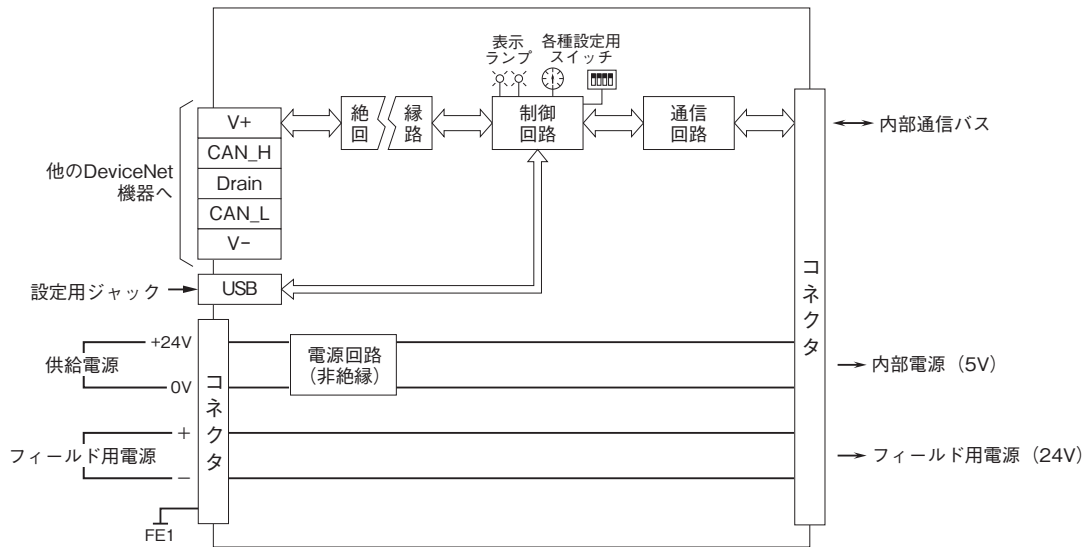 表示
ランプ
各種設定用
スイッチ
V+
CAN_H
Drain
CAN_L
V−
他のDeviceNet
機器へ
絶 縁
回 路
制御
回路
通信
回路
内部通信バス
設定用ジャック
USB
コネクタ
供給電源
+24V
0V
電源回路
(非絶縁)
コネクタ
内部電源(5V)
フィールド用電源
+
−
フィールド用電源(24V)
FE1